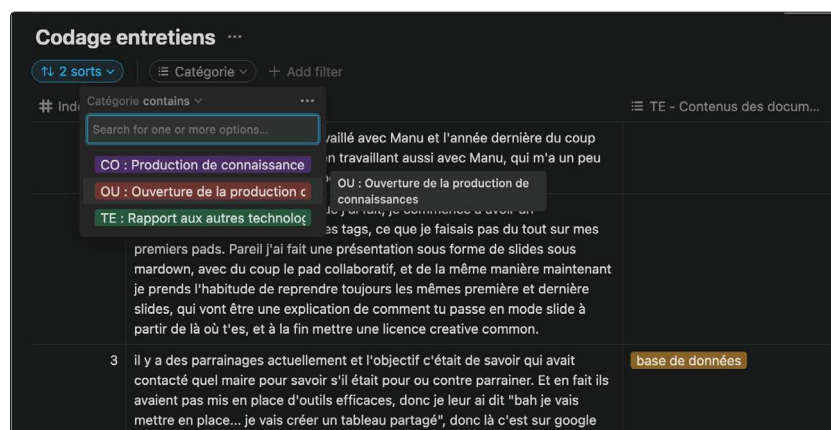 Codage entretiens ...
2 sorts
Catégorie
+ Add filter
# Ind
TE - Contenus des docum...
Catégorie contains
Search for one or more options...
CO : Production de connaissance
OU : Ouverture de la production c
TE : Rapport aux autres technolog
OU : Ouverture de la production de
connaissances
vaillé avec Manu et l'année dernière du coup
n travaillant aussi avec Manu, qui m'a un peu
es tags, ce que je faisais pas du tout sur mes
premiers pads. Pareil j'ai fait une présentation sous forme de slides sous
mardown, avec du coup le pad collaboratif, et de la même manière maintenant
je prends l'habitude de reprendre toujours les mêmes première et dernière
slides, qui vont être une explication de comment tu passe en mode slide à
partir de là où t'es, et à la fin mettre une licence creative common.
3
il y a des parrainages actuellement et l'objectif c'était de savoir qui avait
contacté quel maire pour savoir s'il était pour ou contre parrainer. Et en fait ils
avaient pas mis en place d'outils efficaces, donc je leur ai dit "bah je vais
mettre en place... je vais créer un tableau partagé", donc là c'est sur google
base de données